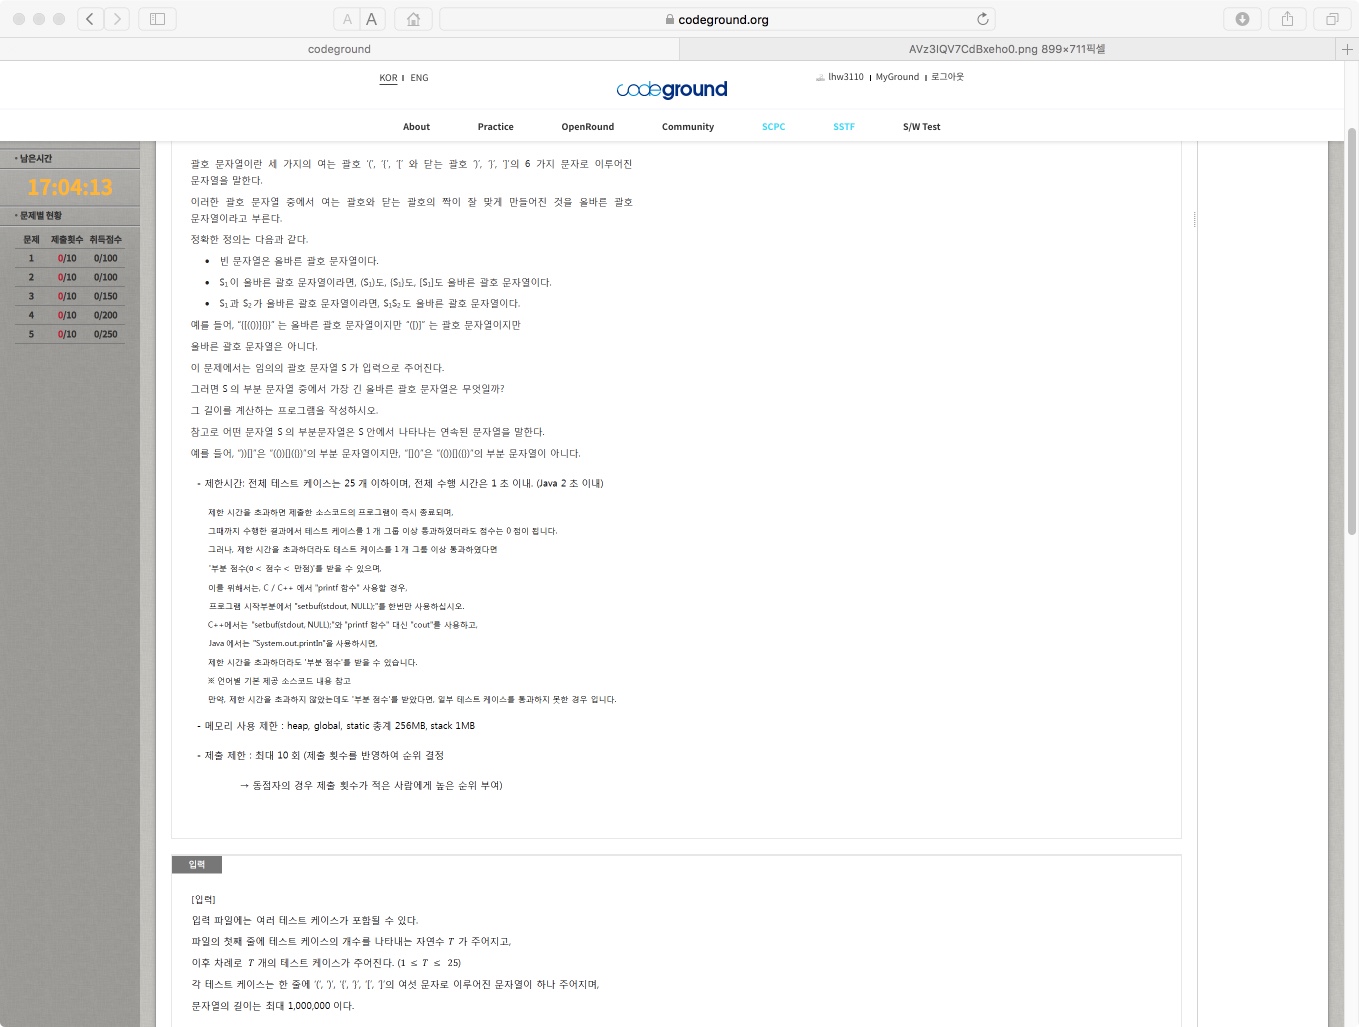 codeground.org
codeground
AVz3IQV7CdBxeho0.png 899×711픽셀
KOR ENG
codeground
lhw3110 MyGround 로그아웃
About Practice OpenRound Community SCPC SSTF S/W Test
• 남은시간
17:04:13
• 문제별 현황
문제 제출횟수 취득점수
1 0/10 0/100
2 0/10 0/100
3 0/10 0/150
4 0/10 0/200
5 0/10 0/250
괄호 문자열이란 세 가지의 여는 괄호 '(', '{', '[' 와 닫는 괄호 ')', '}', ']'의 6 가지 문자로 이루어진
문자열을 말한다.
이러한 괄호 문자열 중에서 여는 괄호와 닫는 괄호의 짝이 잘 맞게 만들어진 것을 올바른 괄호
문자열이라고 부른다.
정확한 정의는 다음과 같다.
• 빈 문자열은 올바른 괄호 문자열이다.
• S₁이 올바른 괄호 문자열이라면, (S₁)도, {S₁}도, [S₁]도 올바른 괄호 문자열이다.
• S₁과 S₂가 올바른 괄호 문자열이라면, S₁S₂도 올바른 괄호 문자열이다.
예를 들어, 는 올바른 괄호 문자열이지만 "([)]" 는 괄호 문자열이지만
올바른 괄호 문자열은 아니다.
이 문제에서는 임의의 괄호 문자열 S 가 입력으로 주어진다.
그러면 S 의 부분 문자열 중에서 가장 긴 올바른 괄호 문자열은 무엇일까?
그 길이를 계산하는 프로그램을 작성하시오.
참고로 어떤 문자열 S 의 부분문자열은 S 안에서 나타나는 연속된 문자열을 말한다.
예를 들어, "))[]"은 "(())[]({})"의 부분 문자열이지만, "[]()"은 "(())[]({})"의 부분 문자열이 아니다.
- 제한시간: 전체 테스트 케이스는 25 개 이하이며, 전체 수행 시간은 1 초 이내. (Java 2 초 이내)
제한 시간을 초과하면 제출한 소스코드의 프로그램이 즉시 종료되며,
그때까지 수행한 결과에서 테스트 케이스를 1 개 그룹 이상 통과하였더라도 점수는 0 점이 됩니다.
그러나, 제한 시간을 초과하더라도 테스트 케이스를 1 개 그룹 이상 통과하였다면
'부분 점수(0 < 점수 < 만점)'를 받을 수 있으며,
이를 위해서는, C / C++ 에서 "printf 함수" 사용할 경우,
프로그램 시작부분에서 "setbuf(stdout, NULL);"를 한번만 사용하십시오.
C++에서는 "setbuf(stdout, NULL);"와 "printf 함수" 대신 "cout"를 사용하고,
Java 에서는 "System.out.printIn"을 사용하시면,
제한 시간을 초과하더라도 '부분 점수'를 받을 수 있습니다.
※ 언어별 기본 제공 소스코드 내용 참고
만약, 제한 시간을 초과하지 않았는데도 '부분 점수'를 받았다면, 일부 테스트 케이스를 통과하지 못한 경우 입니다.
- 메모리 사용 제한 : heap, global, static 총계 256MB, stack 1MB
- 제출 제한 : 최대 10 회 (제출 횟수를 반영하여 순위 결정
→ 동점자의 경우 제출 횟수가 적은 사람에게 높은 순위 부여)
입력
[입력]
입력 파일에는 여러 테스트 케이스가 포함될 수 있다.
파일의 첫째 줄에 테스트 케이스의 개수를 나타내는 자연수 T 가 주어지고,
이후 차례로 T 개의 테스트 케이스가 주어진다. (1 ≤ T ≤ 25)
각 테스트 케이스는 한 줄에 '(', ')', '{', '}', '[', ']'의 여섯 문자로 이루어진 문자열이 하나 주어지며,
문자열의 길이는 최대 1,000,000 이다.